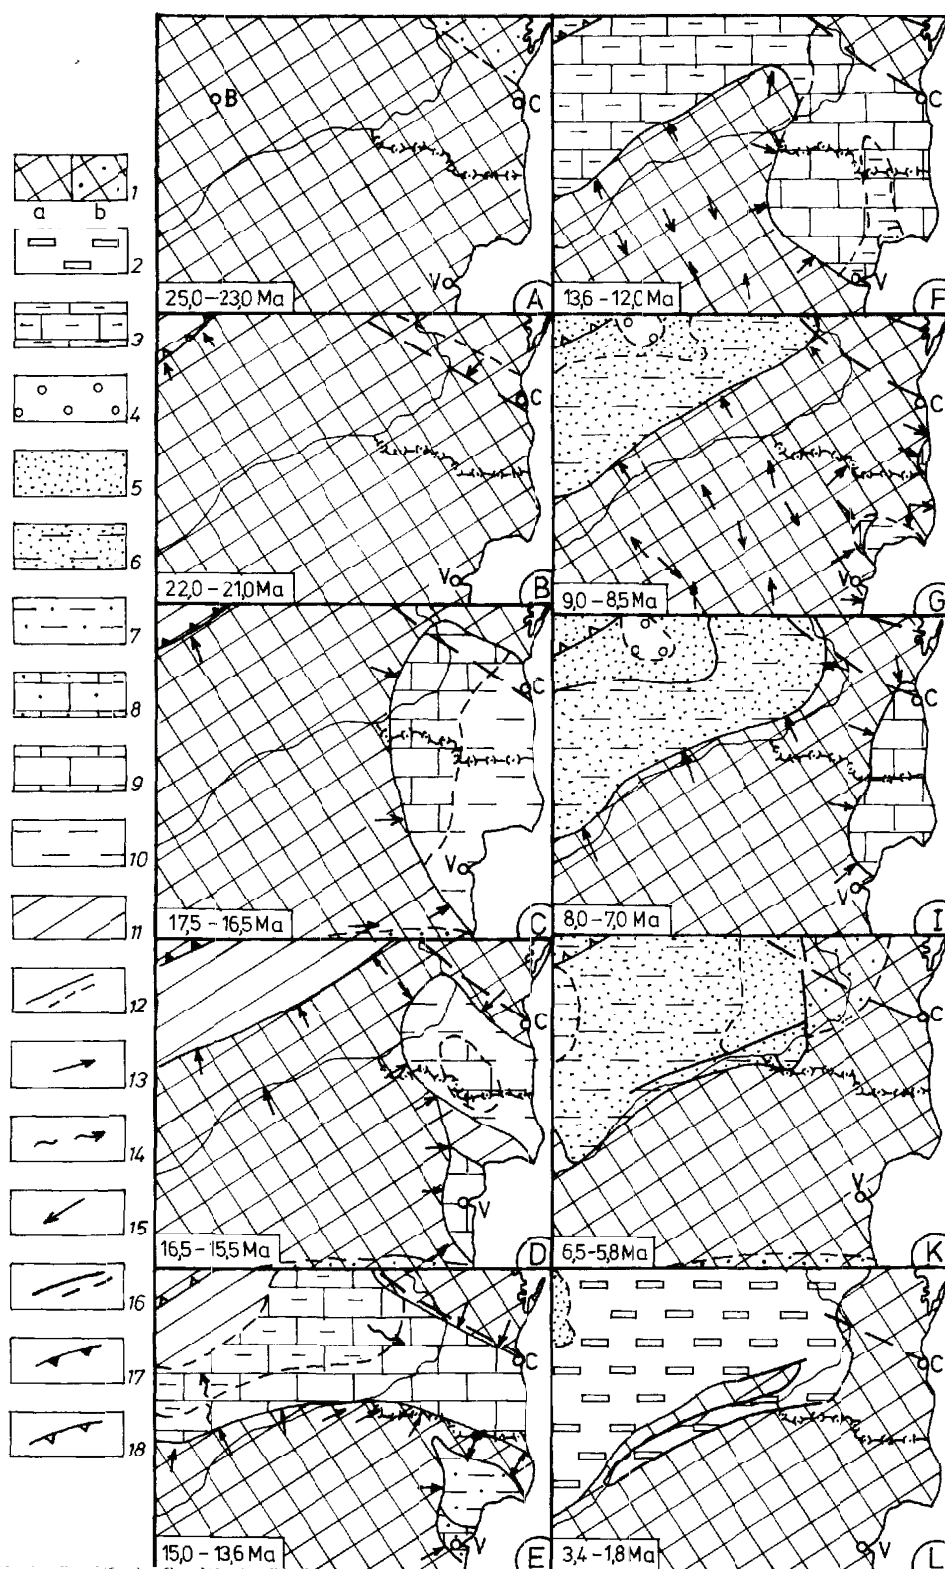 1
a b
2
3
4
5
6
7
8
9
10
11
12
13
14
15
16
17
18
B
C
V
25,0–23,0 Ma
A
C
V
22,0–21,0 Ma
B
C
V
17,5–16,5 Ma
C
C
V
16,5–15,5 Ma
D
C
V
15,0–13,6 Ma
E
C
V
13,6–12,0 Ma
F
C
V
9,0–8,5 Ma
G
C
V
8,0–7,0 Ma
I
C
V
6,5–5,8 Ma
K
C
V
3,4–1,8 Ma
L